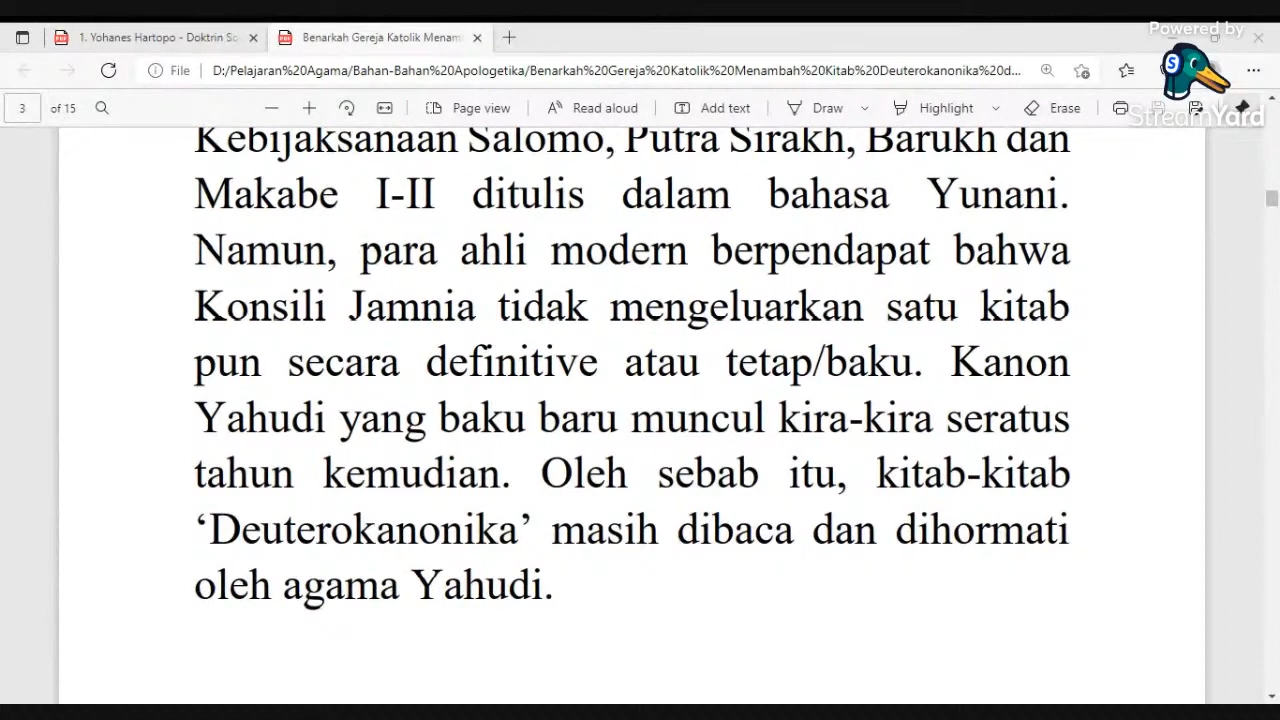 Powered by
1. Yohanes Hartopo - Doktrin So
Benarkah Gereja Katolik Menam
File
D:/Pelajaran%20Agama/Bahan-Bahan%20Apologetika/Benarkah%20Gereja%20Katolik%20Menambah%20Kitab%20Deuterokanonika%20d...
3 of 15
Page view
Read aloud
Add text
Draw
Highlight
Erase
StreamYard
Kebijaksanaan Salomo, Putra Sirakh, Barukh dan
Makabe I-II ditulis dalam bahasa Yunani.
Namun, para ahli modern berpendapat bahwa
Konsili Jamnia tidak mengeluarkan satu kitab
pun secara definitive atau tetap/baku. Kanon
Yahudi yang baku baru muncul kira-kira seratus
tahun kemudian. Oleh sebab itu, kitab-kitab
‘Deuterokanonika’ masih dibaca dan dihormati
oleh agama Yahudi.